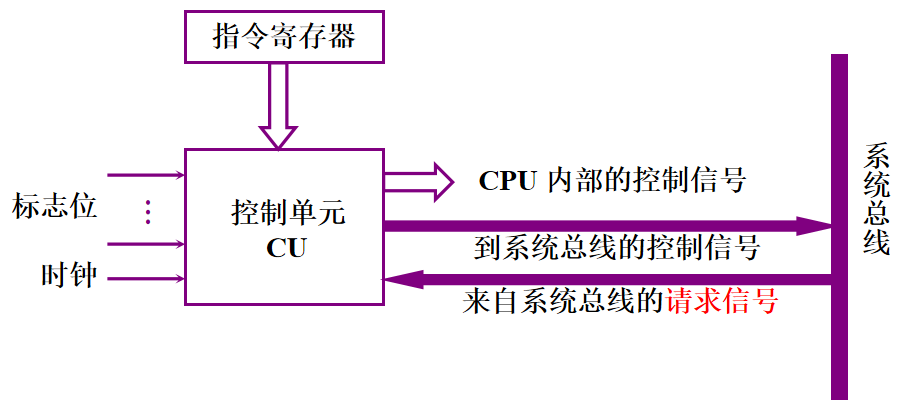 指令寄存器
标志位
时钟
控制单元
CU
CPU 内部的控制信号
到系统总线的控制信号
来自系统总线的请求信号
系统总线